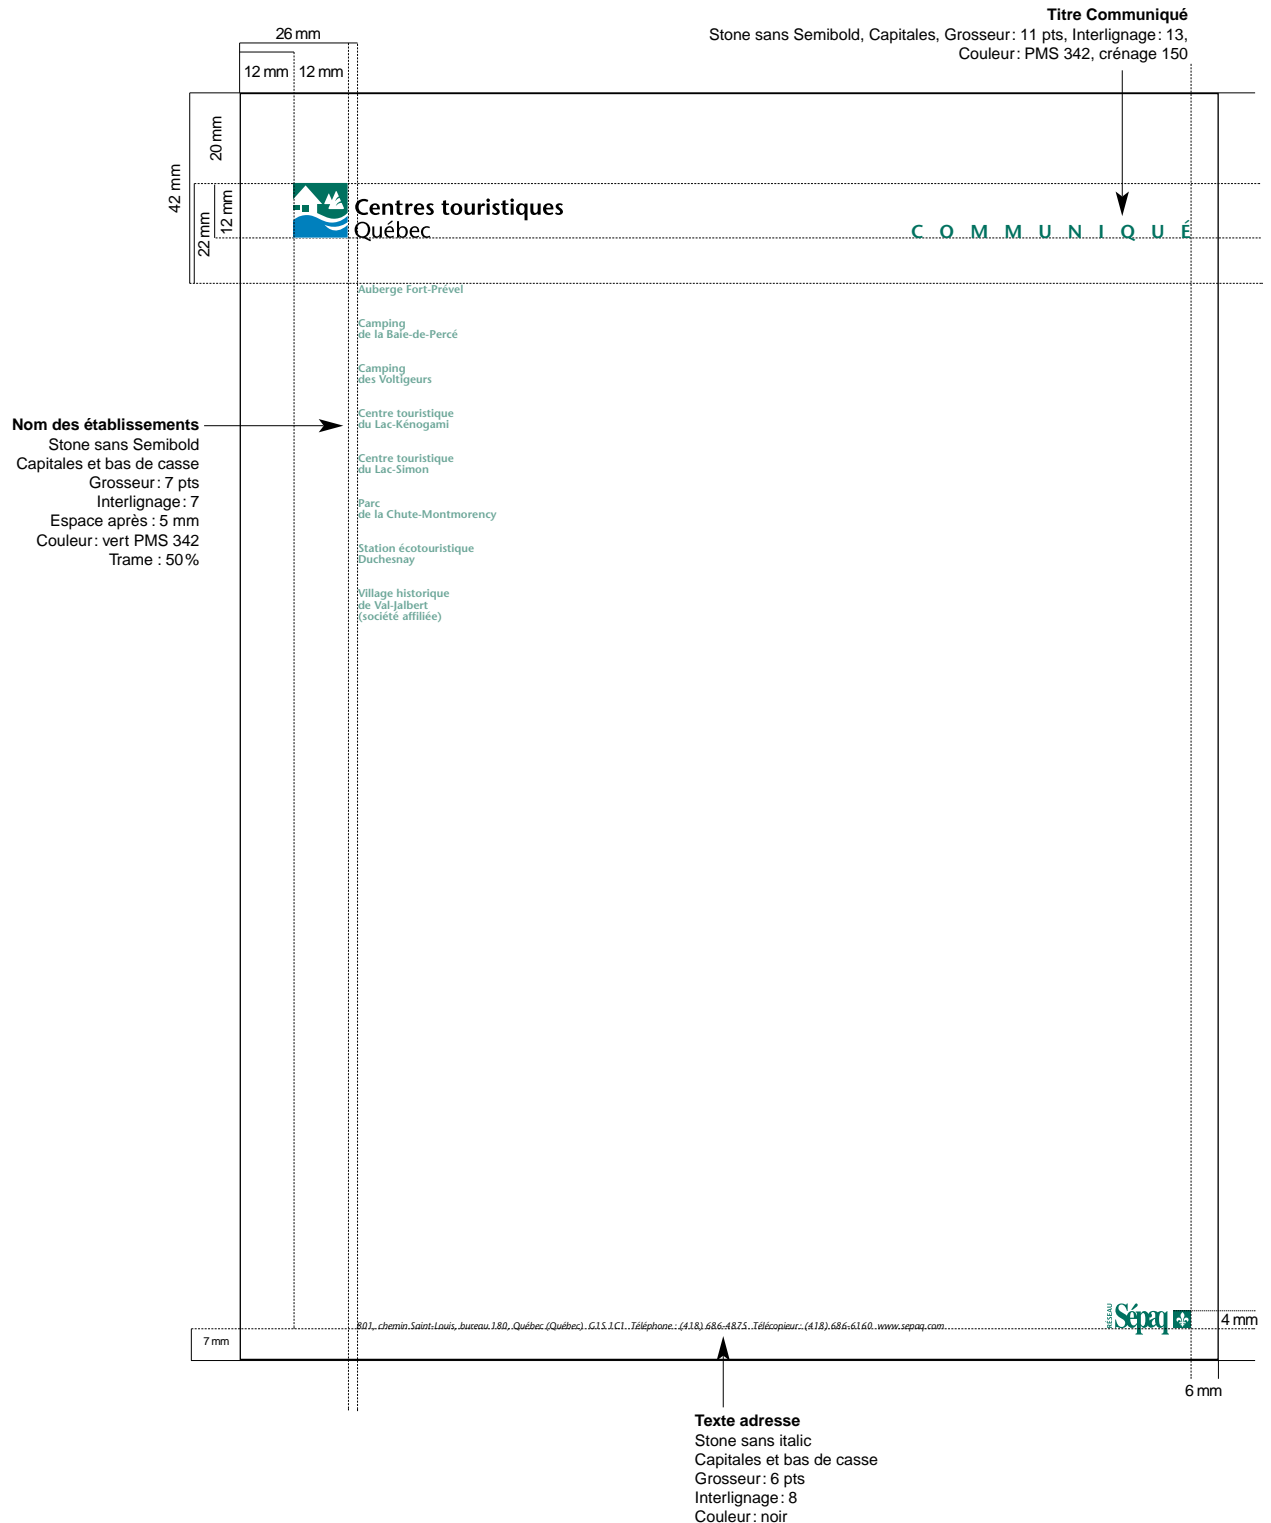 Titre Communiqué
Stone sans Semibold, Capitales, Grosseur : 11 pts, Interlignage : 13,
Couleur : PMS 342, crénage 150
26 mm
12 mm 12 mm
20 mm
42 mm
12 mm
22 mm
Centres touristiques
Québec
COMMUNIQUÉ
Auberge Fort-Prével
Camping
de la Baie-de-Percé
Camping
des Voltigeurs
Centre touristique
du Lac-Kénogami
Centre touristique
du Lac-Simon
Parc
de la Chute-Montmorency
Station écotouristique
Duchesnay
Village historique
de Val-Jalbert
(société affiliée)
Nom des établissements
Stone sans Semibold
Capitales et bas de casse
Grosseur : 7 pts
Interlignage : 7
Espace après : 5 mm
Couleur : vert PMS 342
Trame : 50%
801, chemin Saint-Louis, bureau 180, Québec (Québec) G1S 1C1 Téléphone : (418) 686-4875 Télécopieur : (418) 686-6160 www.sepaq.com
RÉSEAU
Sépaq
4 mm
7 mm
6 mm
Texte adresse
Stone sans italic
Capitales et bas de casse
Grosseur : 6 pts
Interlignage : 8
Couleur : noir